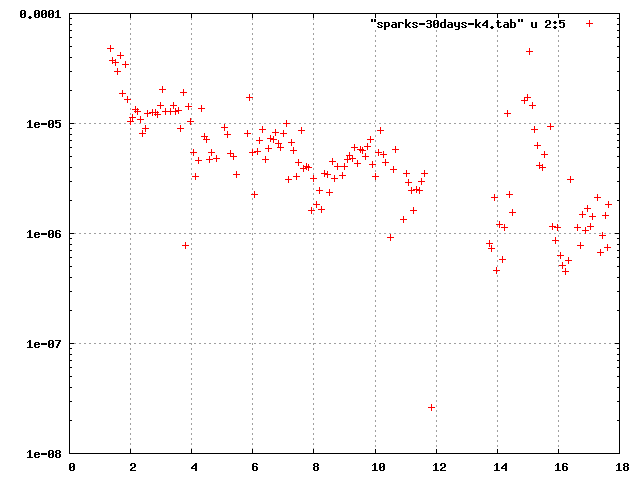 0.0001
"sparks-30days-k4.tab" u 2:5
1e-05
1e-06
1e-07
1e-08
0 2 4 6 8 10 12 14 16 18